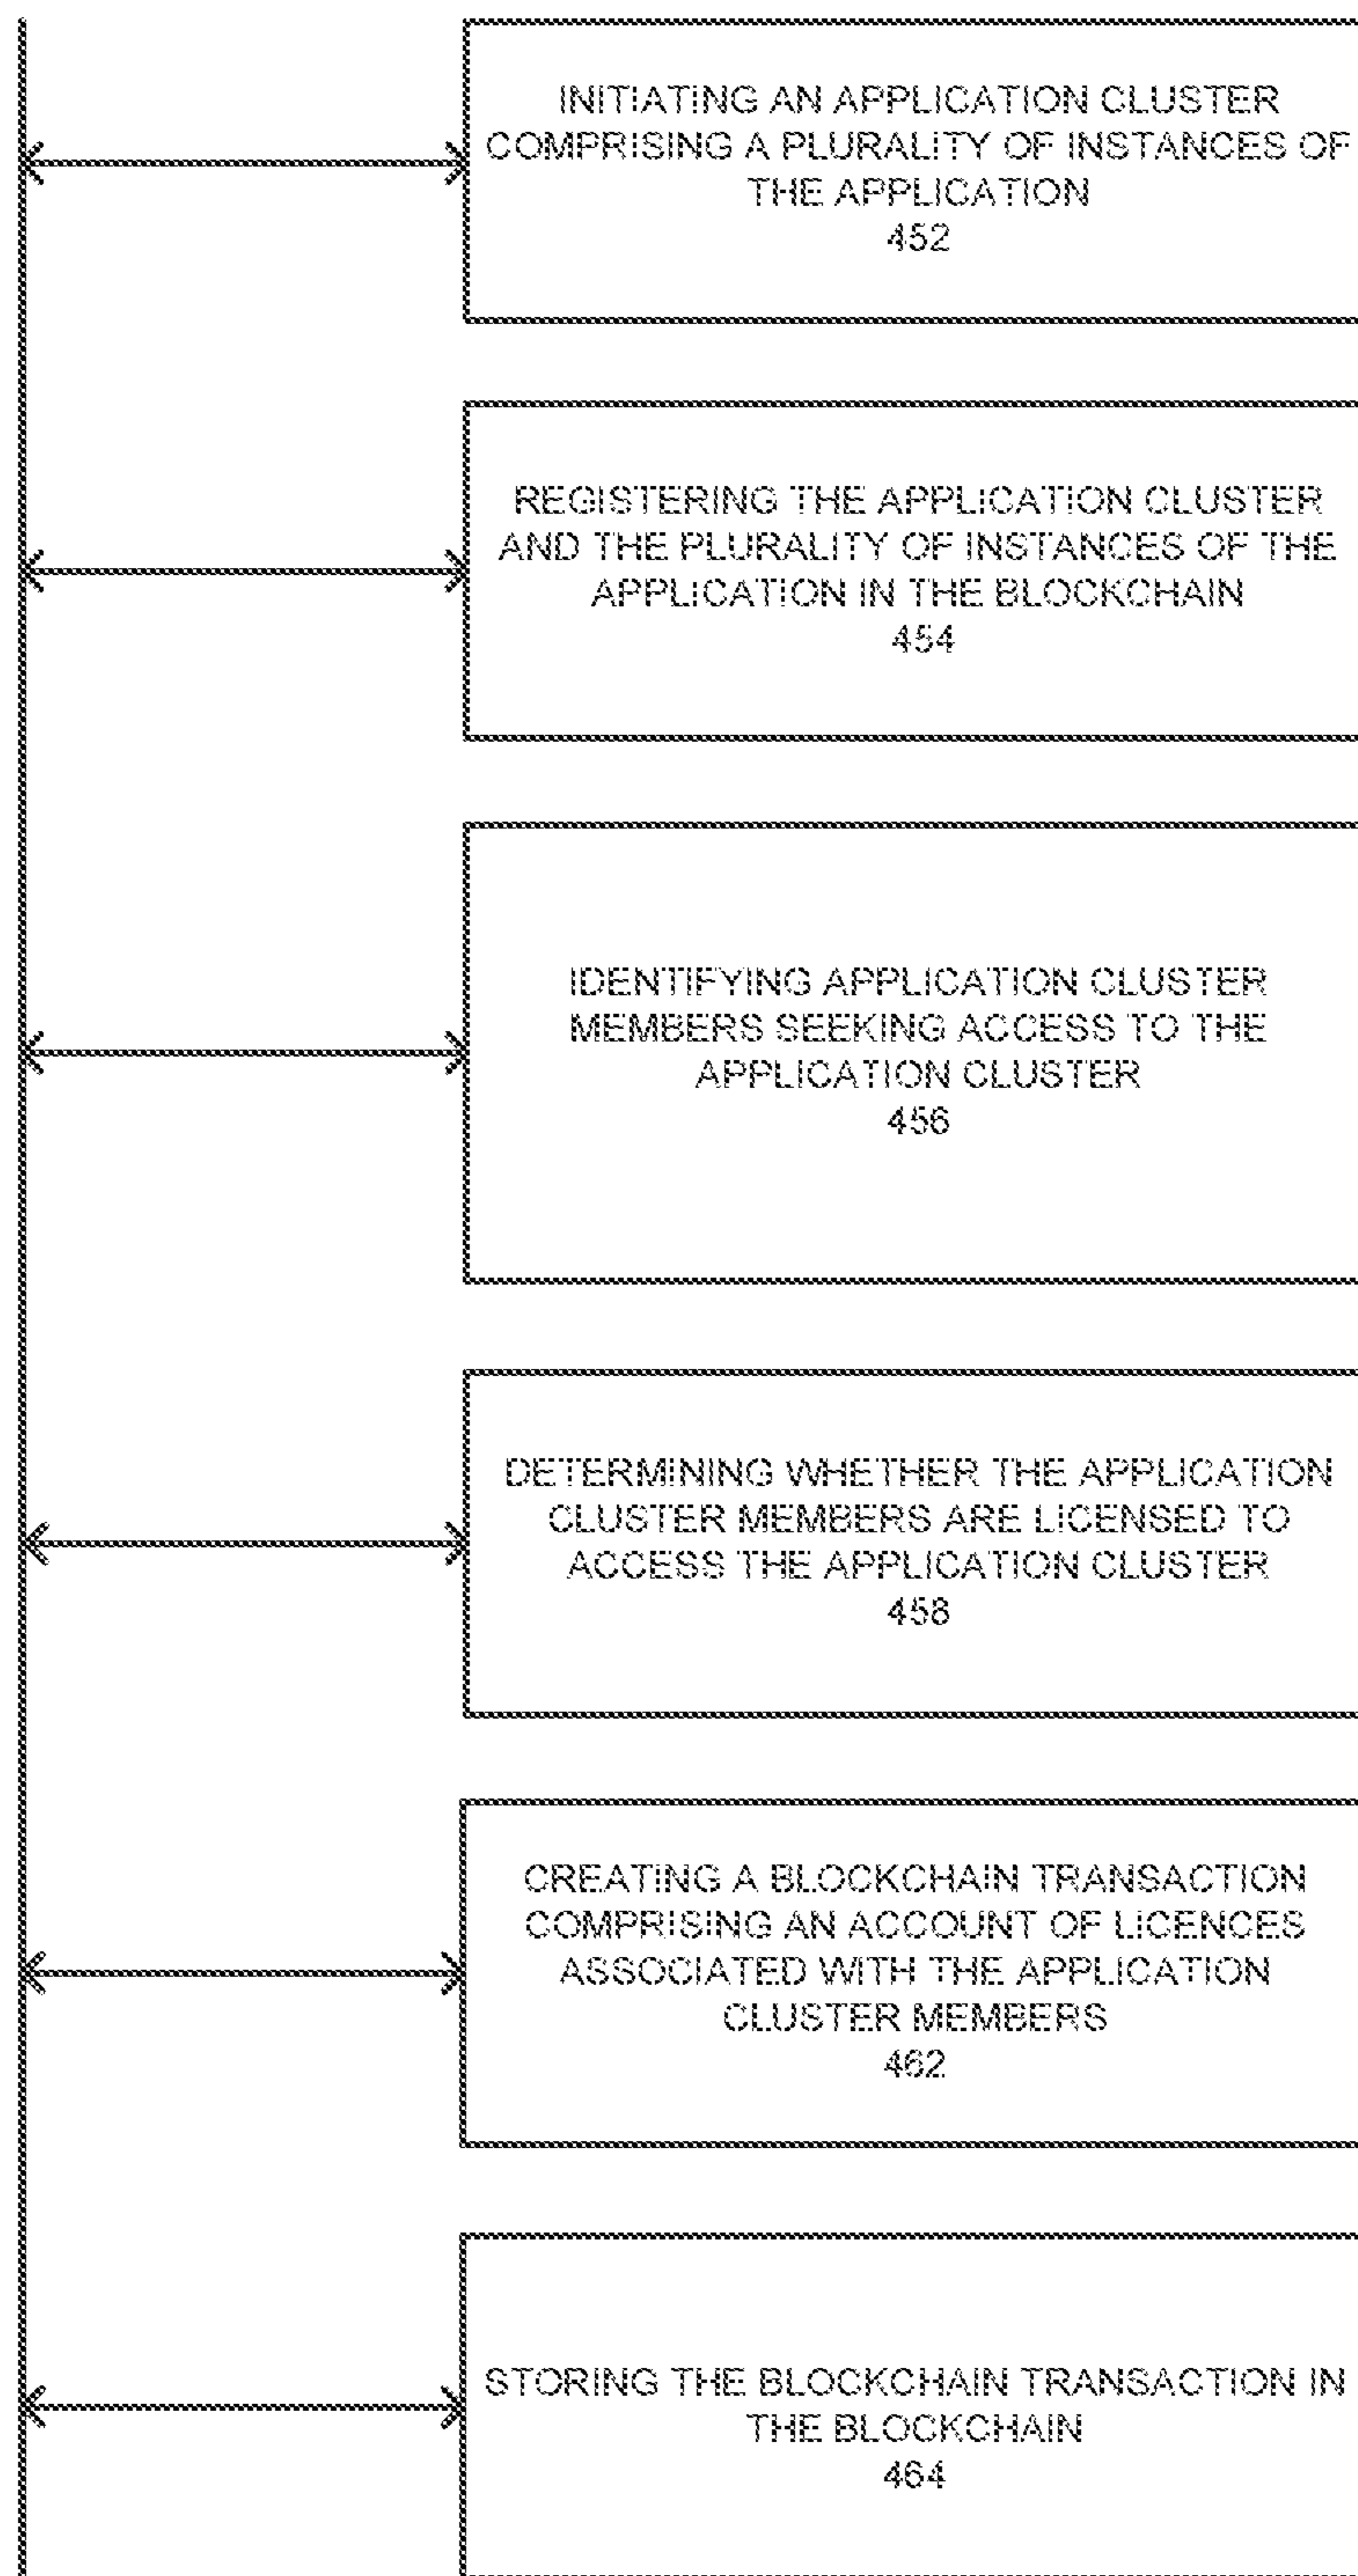 INITIATING AN APPLICATION CLUSTER
COMPRISING A PLURALITY OF INSTANCES OF
THE APPLICATION
452
REGISTERING THE APPLICATION CLUSTER
AND THE PLURALITY OF INSTANCES OF THE
APPLICATION IN THE BLOCKCHAIN
454
IDENTIFYING APPLICATION CLUSTER
MEMBERS SEEKING ACCESS TO THE
APPLICATION CLUSTER
456
DETERMINING WHETHER THE APPLICATION
CLUSTER MEMBERS ARE LICENSED TO
ACCESS THE APPLICATION CLUSTER
458
CREATING A BLOCKCHAIN TRANSACTION
COMPRISING AN ACCOUNT OF LICENCES
ASSOCIATED WITH THE APPLICATION
CLUSTER MEMBERS
462
STORING THE BLOCKCHAIN TRANSACTION IN
THE BLOCKCHAIN
464